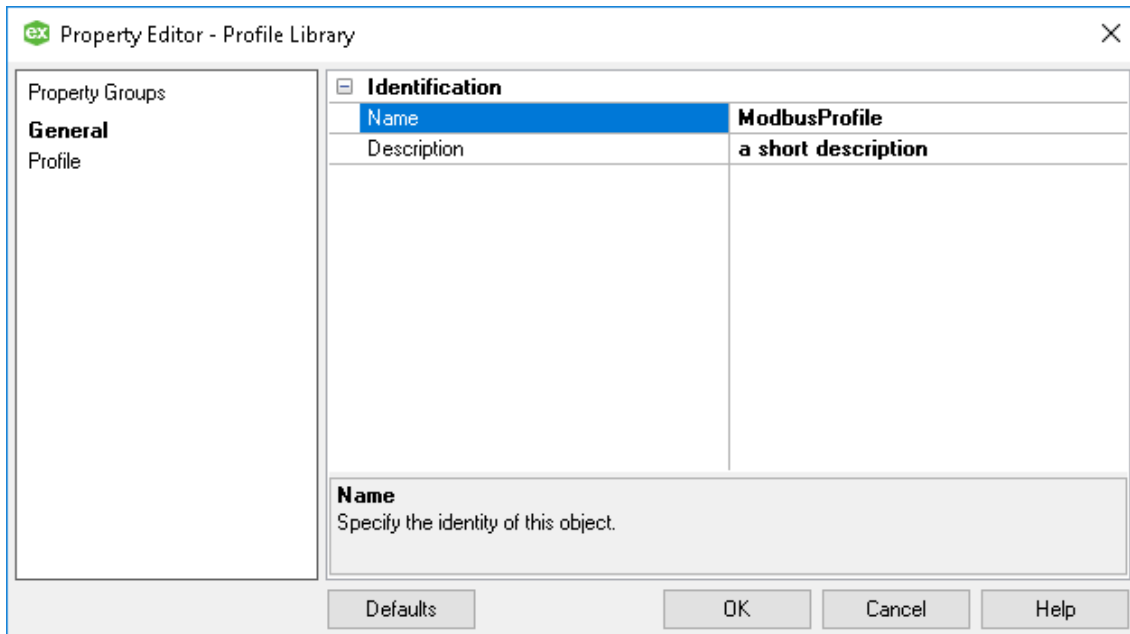 ex Property Editor - Profile Library
Property Groups
General
Profile
Identification
Name ModbusProfile
Description a short description
Name
Specify the identity of this object.
Defaults OK Cancel Help